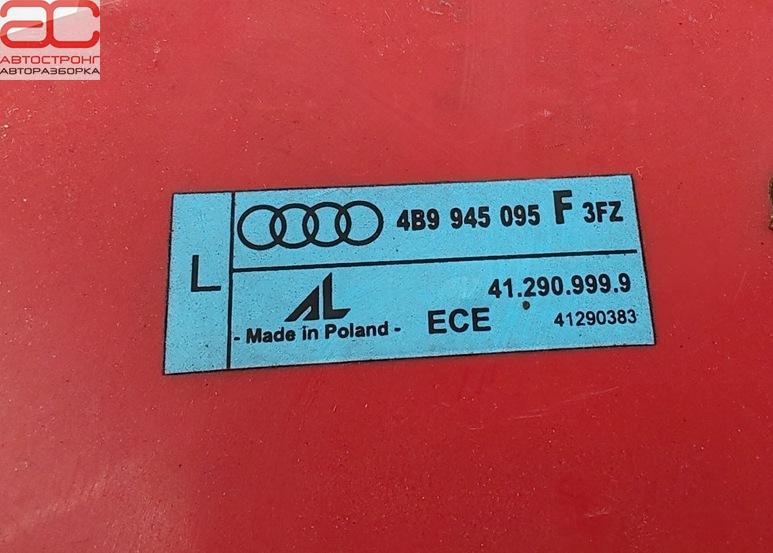 АС
АВТОСТРОНГ
АВТОРАЗБОРКА
L
4B9 945 095 F 3FZ
AL
41.290.999.9
- Made in Poland - ECE 41290383